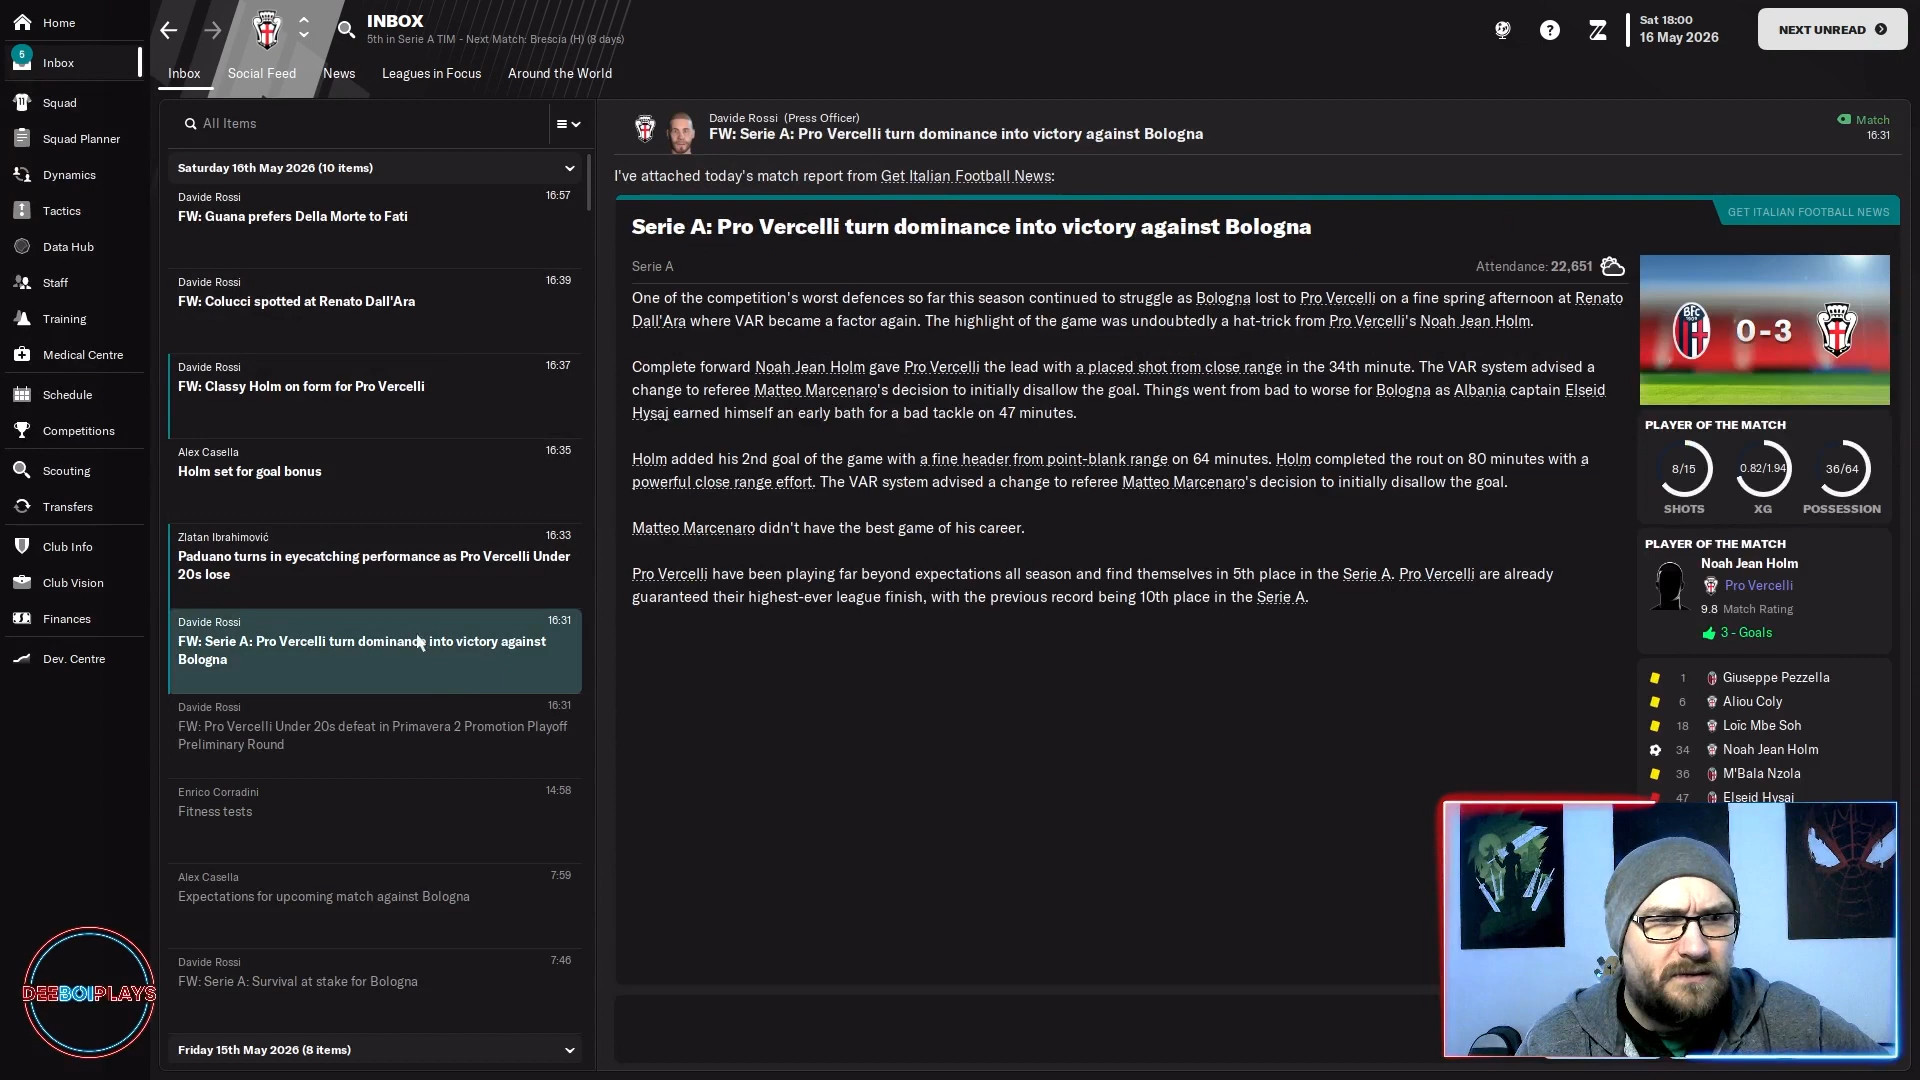 Home
5
Inbox
Squad
Squad Planner
Dynamics
Tactics
Data Hub
Staff
Training
Medical Centre
Schedule
Competitions
Scouting
Transfers
Club Info
Club Vision
Finances
Dev. Centre
DEEBOIPLAYS
INBOX
5th in Serie A TIM - Next Match: Brescia (H) (8 days)
Sat 18:00
16 May 2026
NEXT UNREAD
Inbox
Social Feed
News
Leagues in Focus
Around the World
All Items
Saturday 16th May 2026 (10 items)
Davide Rossi 16:57
FW: Guana prefers Della Morte to Fati
Davide Rossi 16:39
FW: Colucci spotted at Renato Dall'Ara
Davide Rossi 16:37
FW: Classy Holm on form for Pro Vercelli
Alex Casella 16:35
Holm set for goal bonus
Zlatan Ibrahimović 16:33
Paduano turns in eyecatching performance as Pro Vercelli Under
20s lose
Davide Rossi 16:31
FW: Serie A: Pro Vercelli turn dominance into victory against
Bologna
Davide Rossi 16:31
FW: Pro Vercelli Under 20s defeat in Primavera 2 Promotion Playoff
Preliminary Round
Enrico Corradini 14:58
Fitness tests
Alex Casella 7:59
Expectations for upcoming match against Bologna
Davide Rossi 7:46
FW: Serie A: Survival at stake for Bologna
Friday 15th May 2026 (8 items)
Davide Rossi (Press Officer)
FW: Serie A: Pro Vercelli turn dominance into victory against Bologna
Match
16:31
I've attached today's match report from Get Italian Football News:
GET ITALIAN FOOTBALL NEWS
Serie A: Pro Vercelli turn dominance into victory against Bologna
Serie A
Attendance: 22,651
One of the competition's worst defences so far this season continued to struggle as Bologna lost to Pro Vercelli on a fine spring afternoon at Renato
Dall'Ara where VAR became a factor again. The highlight of the game was undoubtedly a hat-trick from Pro Vercelli's Noah Jean Holm.
Complete forward Noah Jean Holm gave Pro Vercelli the lead with a placed shot from close range in the 34th minute. The VAR system advised a
change to referee Matteo Marcenaro's decision to initially disallow the goal. Things went from bad to worse for Bologna as Albania captain Elseid
Hysaj earned himself an early bath for a bad tackle on 47 minutes.
Holm added his 2nd goal of the game with a fine header from point-blank range on 64 minutes. Holm completed the rout on 80 minutes with a
powerful close range effort. The VAR system advised a change to referee Matteo Marcenaro's decision to initially disallow the goal.
Matteo Marcenaro didn't have the best game of his career.
Pro Vercelli have been playing far beyond expectations all season and find themselves in 5th place in the Serie A. Pro Vercelli are already
guaranteed their highest-ever league finish, with the previous record being 10th place in the Serie A.
BFC
0-3
PLAYER OF THE MATCH
8/15
0.82/1.94
36/64
SHOTS
XG
POSSESSION
PLAYER OF THE MATCH
Noah Jean Holm
Pro Vercelli
9.8 Match Rating
3 - Goals
1 Giuseppe Pezzella
6 Aliou Coly
18 Loïc Mbe Soh
34 Noah Jean Holm
36 M'Bala Nzola
47 Elseid Hysaj